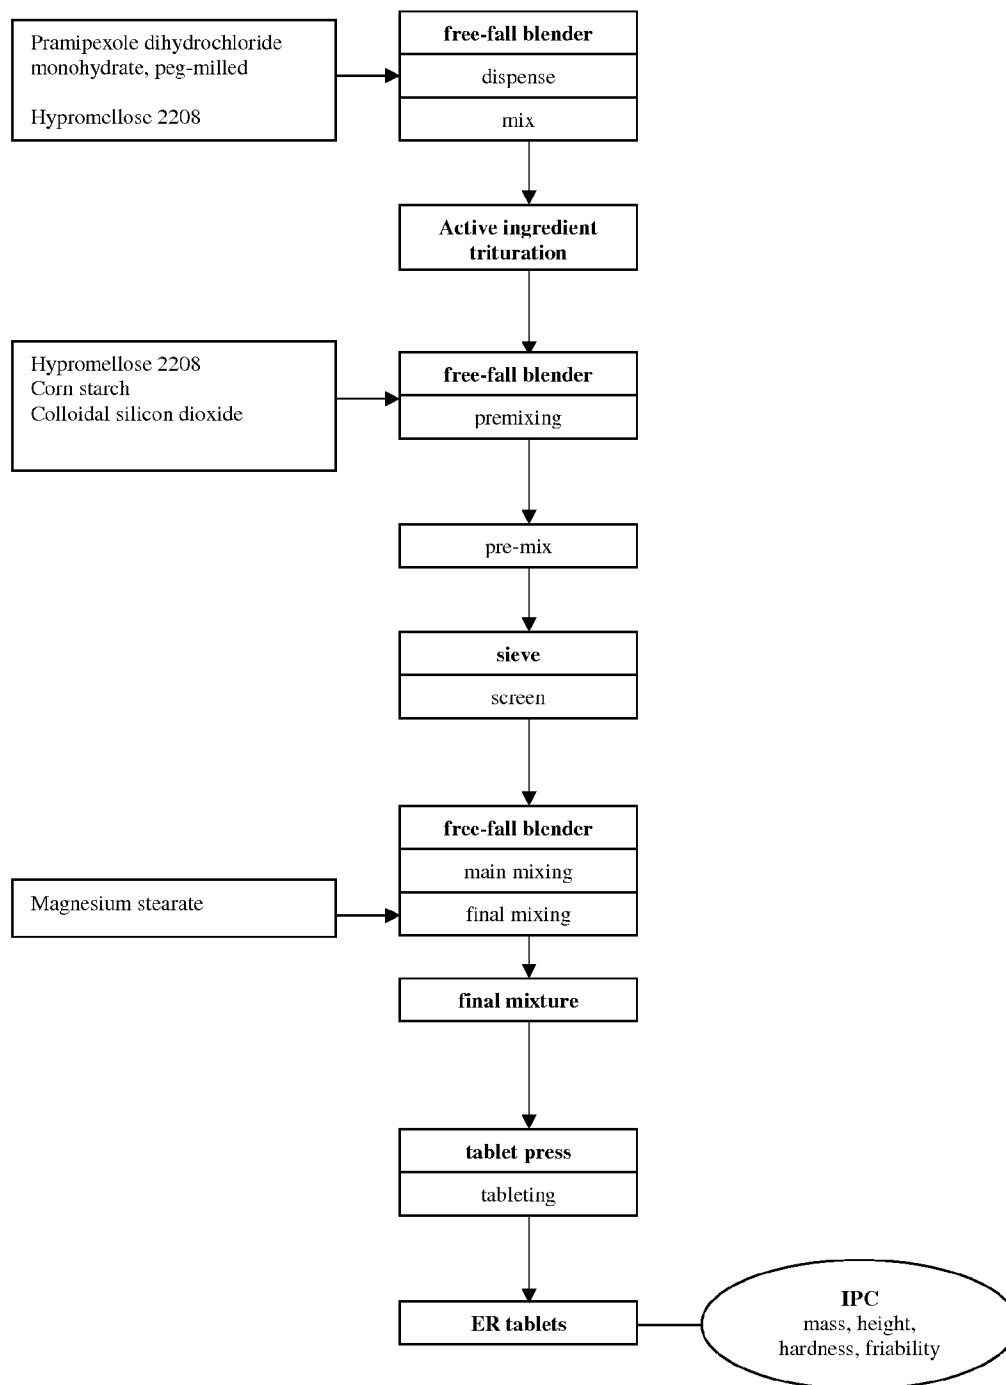 Pramipexole dihydrochloride
monohydrate, peg-milled
Hypromellose 2208
free-fall blender
dispense
mix
Active ingredient
trituration
Hypromellose 2208
Corn starch
Colloidal silicon dioxide
free-fall blender
premixing
pre-mix
sieve
screen
free-fall blender
main mixing
Magnesium stearate
final mixing
final mixture
tablet press
tableting
ER tablets
IPC
mass, height,
hardness, friability